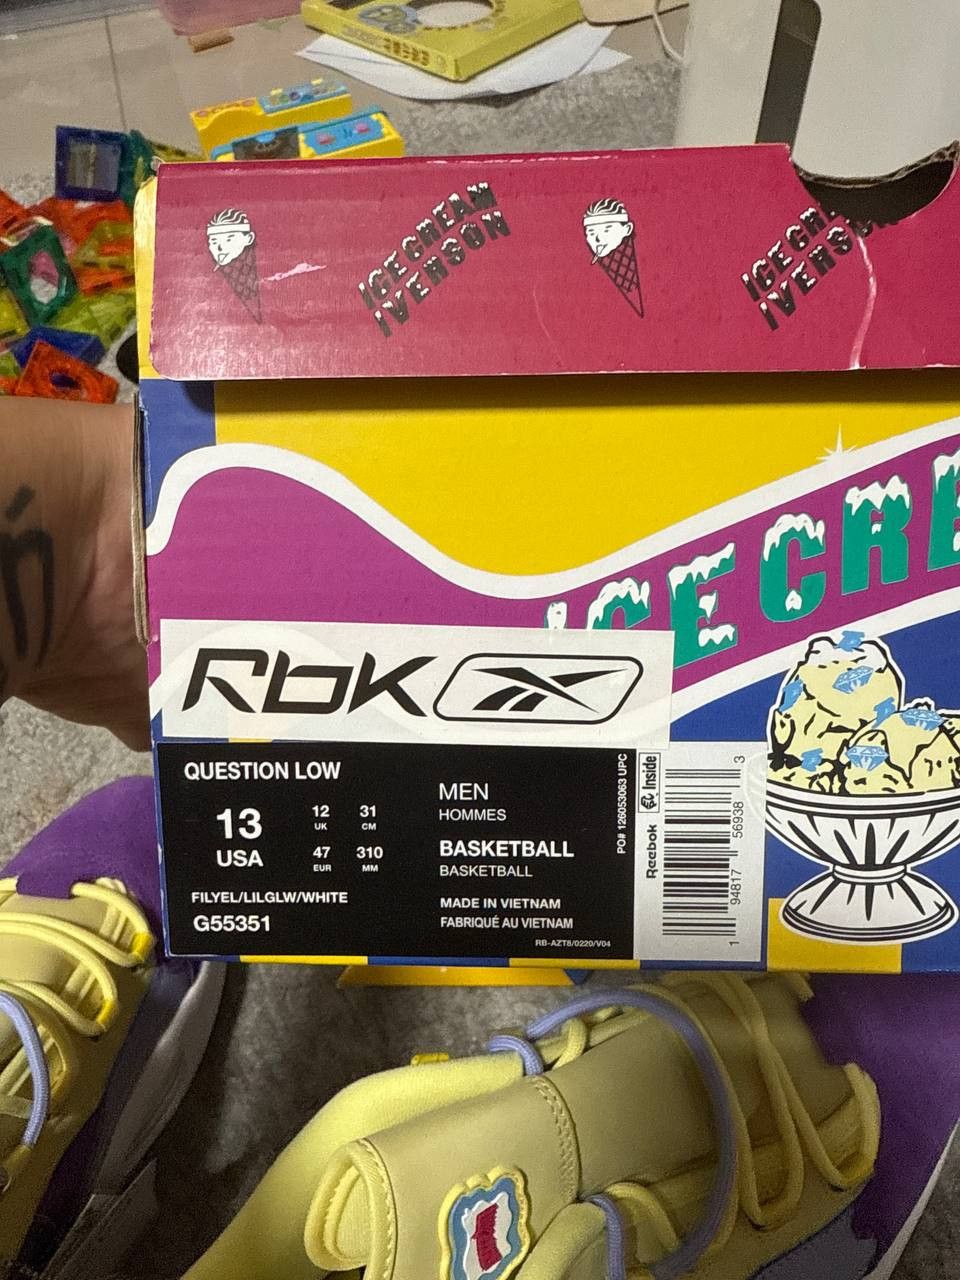 ICECREAM
IVERSON
ICECREAM
IVERSON
ICECRE
Rbk
QUESTION LOW
13
USA
12
UK
31
CM
47
EUR
310
MM
FILYEL/LILGLW/WHITE
G55351
MEN
HOMMES
BASKETBALL
BASKETBALL
MADE IN VIETNAM
FABRIQUÉ AU VIETNAM
RB-AZT8/0220/V04
PO# 126053063 UPC
Reebok
Inside
1 94817 56938 3